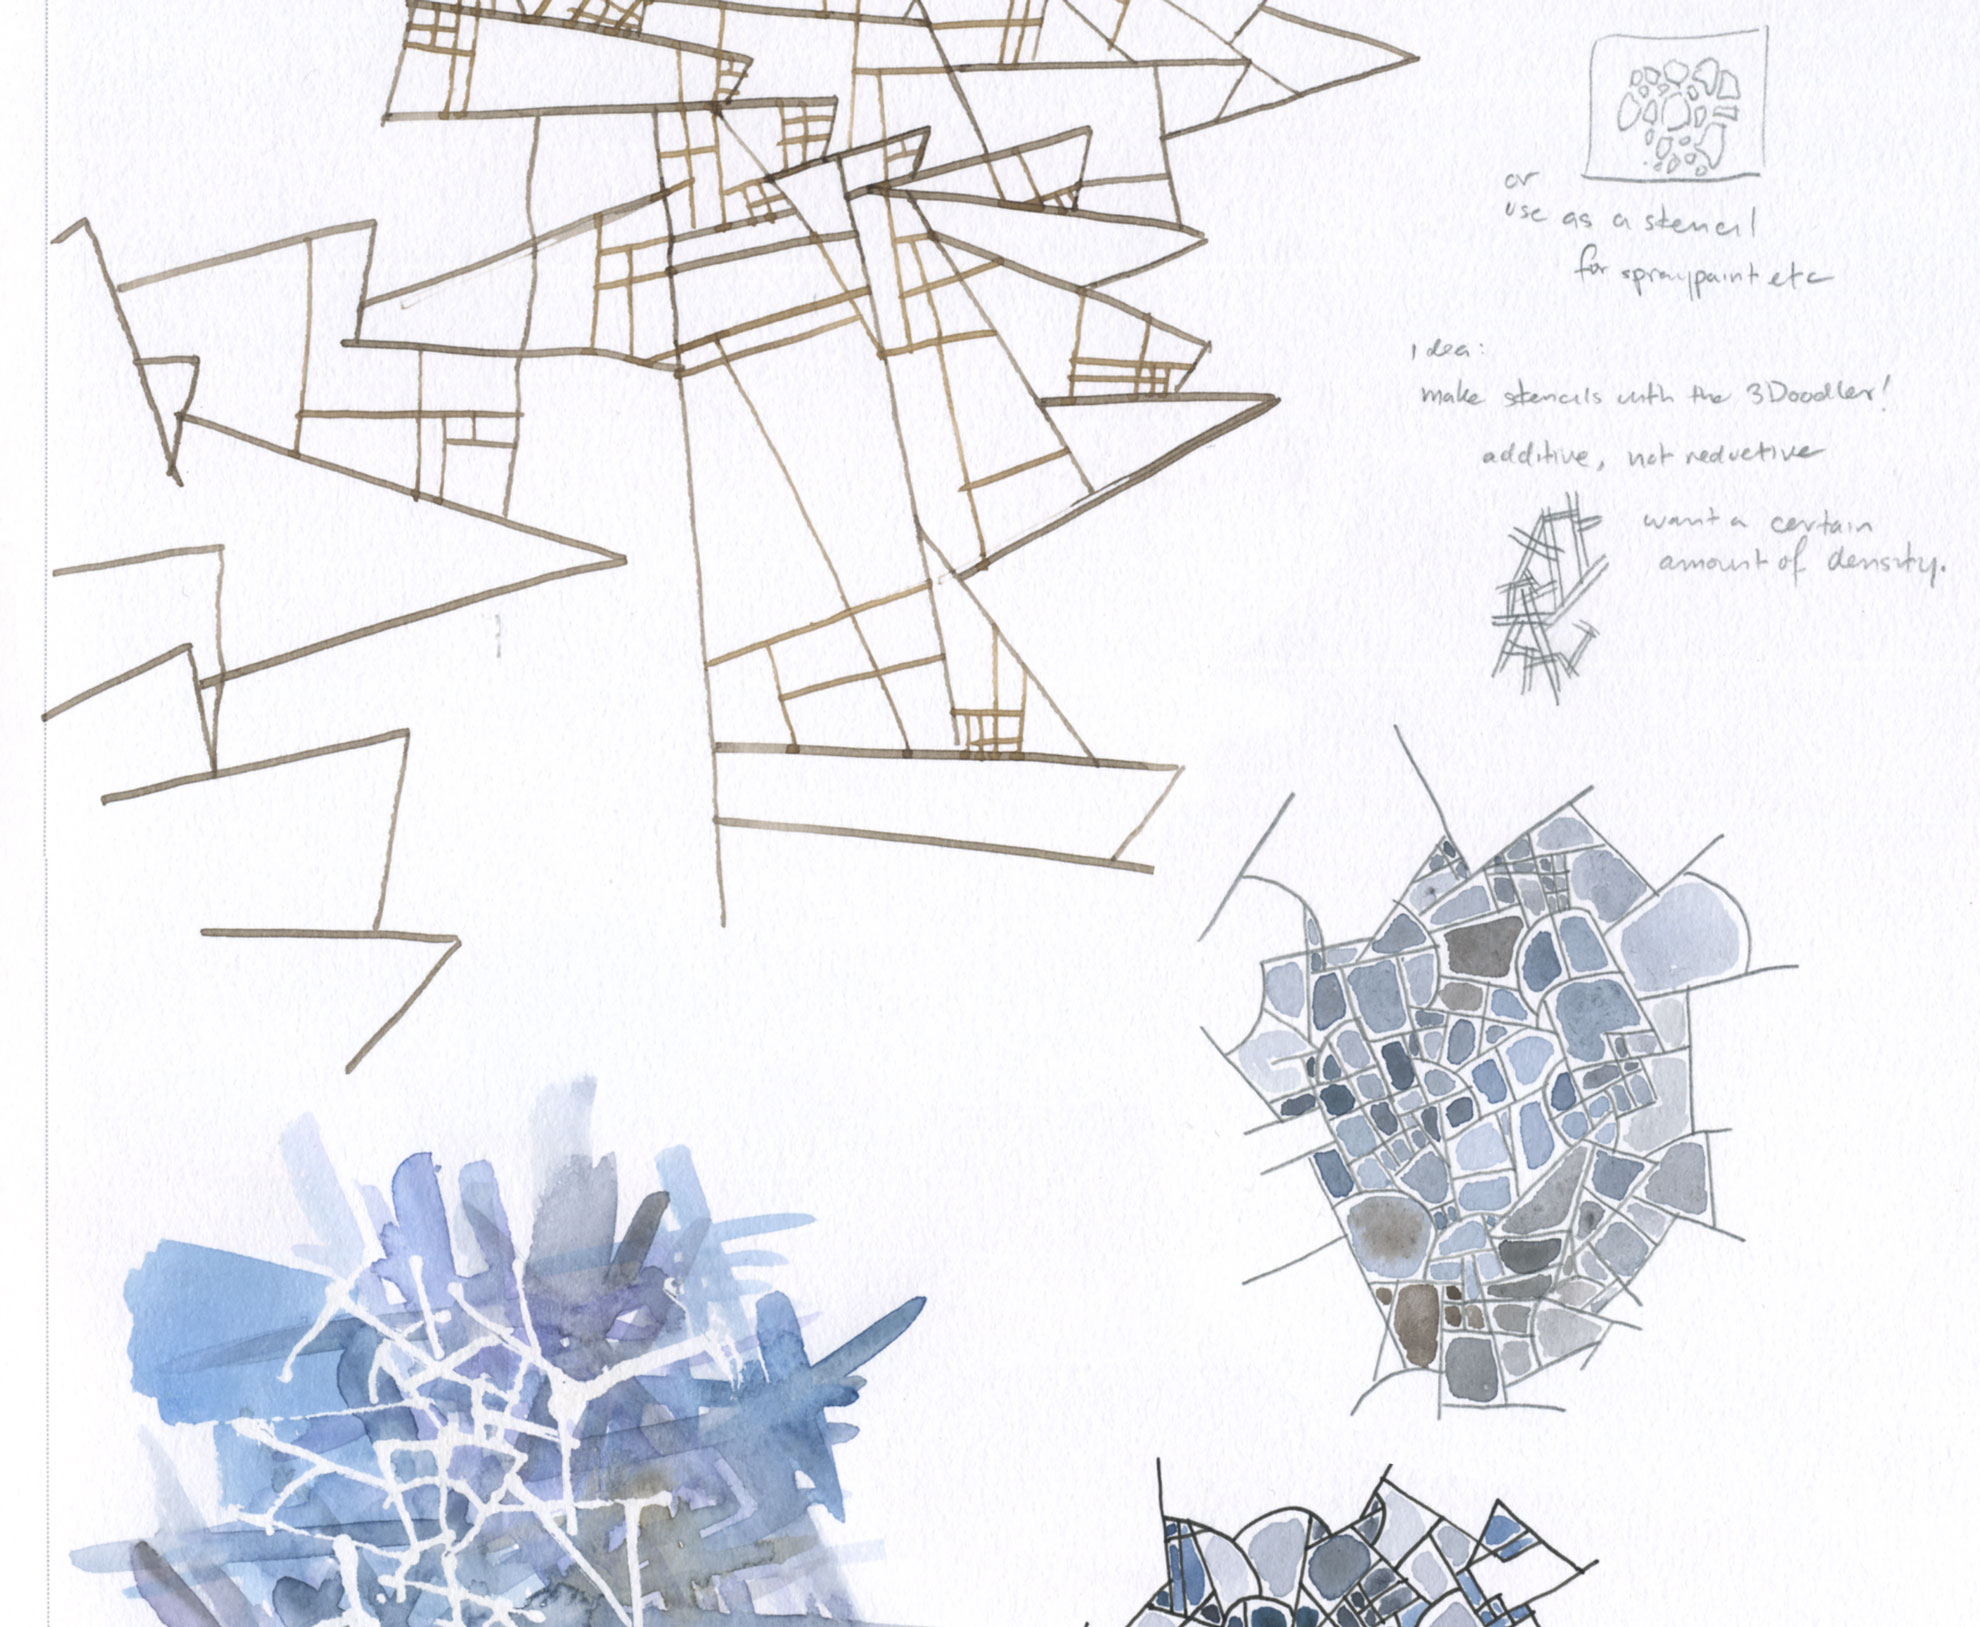 or
use as a stencil
for spraypaint etc
Idea:
make stencils with the 3Doodler!
additive, not reductive
want a certain
amount of density.